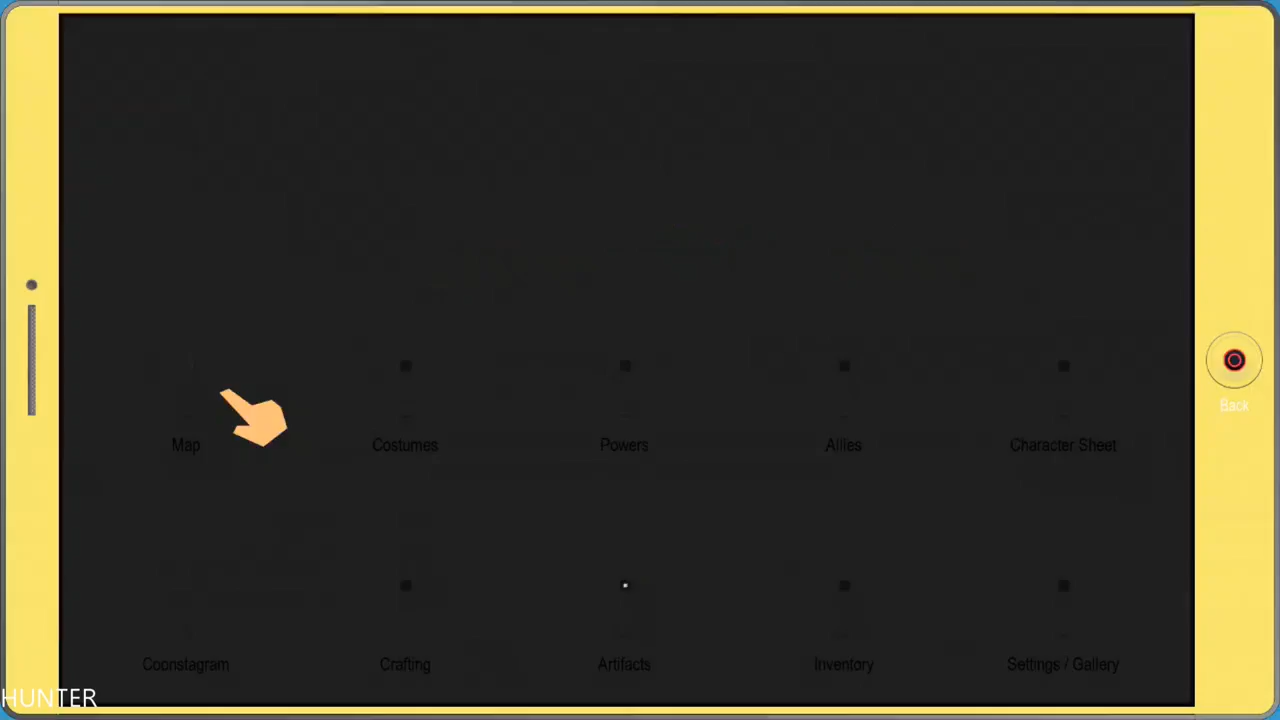 Back
Map
Costumes
Powers
Allies
Character Sheet
Coonstagram
Crafting
Artifacts
Inventory
Settings / Gallery
HUNTER